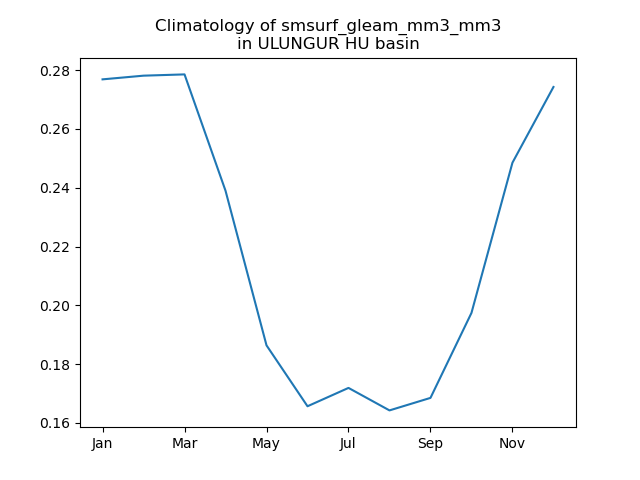 Climatology of smsurf_gleam_mm3_mm3
in ULUNGUR HU basin
0.28
0.26
0.24
0.22
0.20
0.18
0.16
Jan Mar May Jul Sep Nov